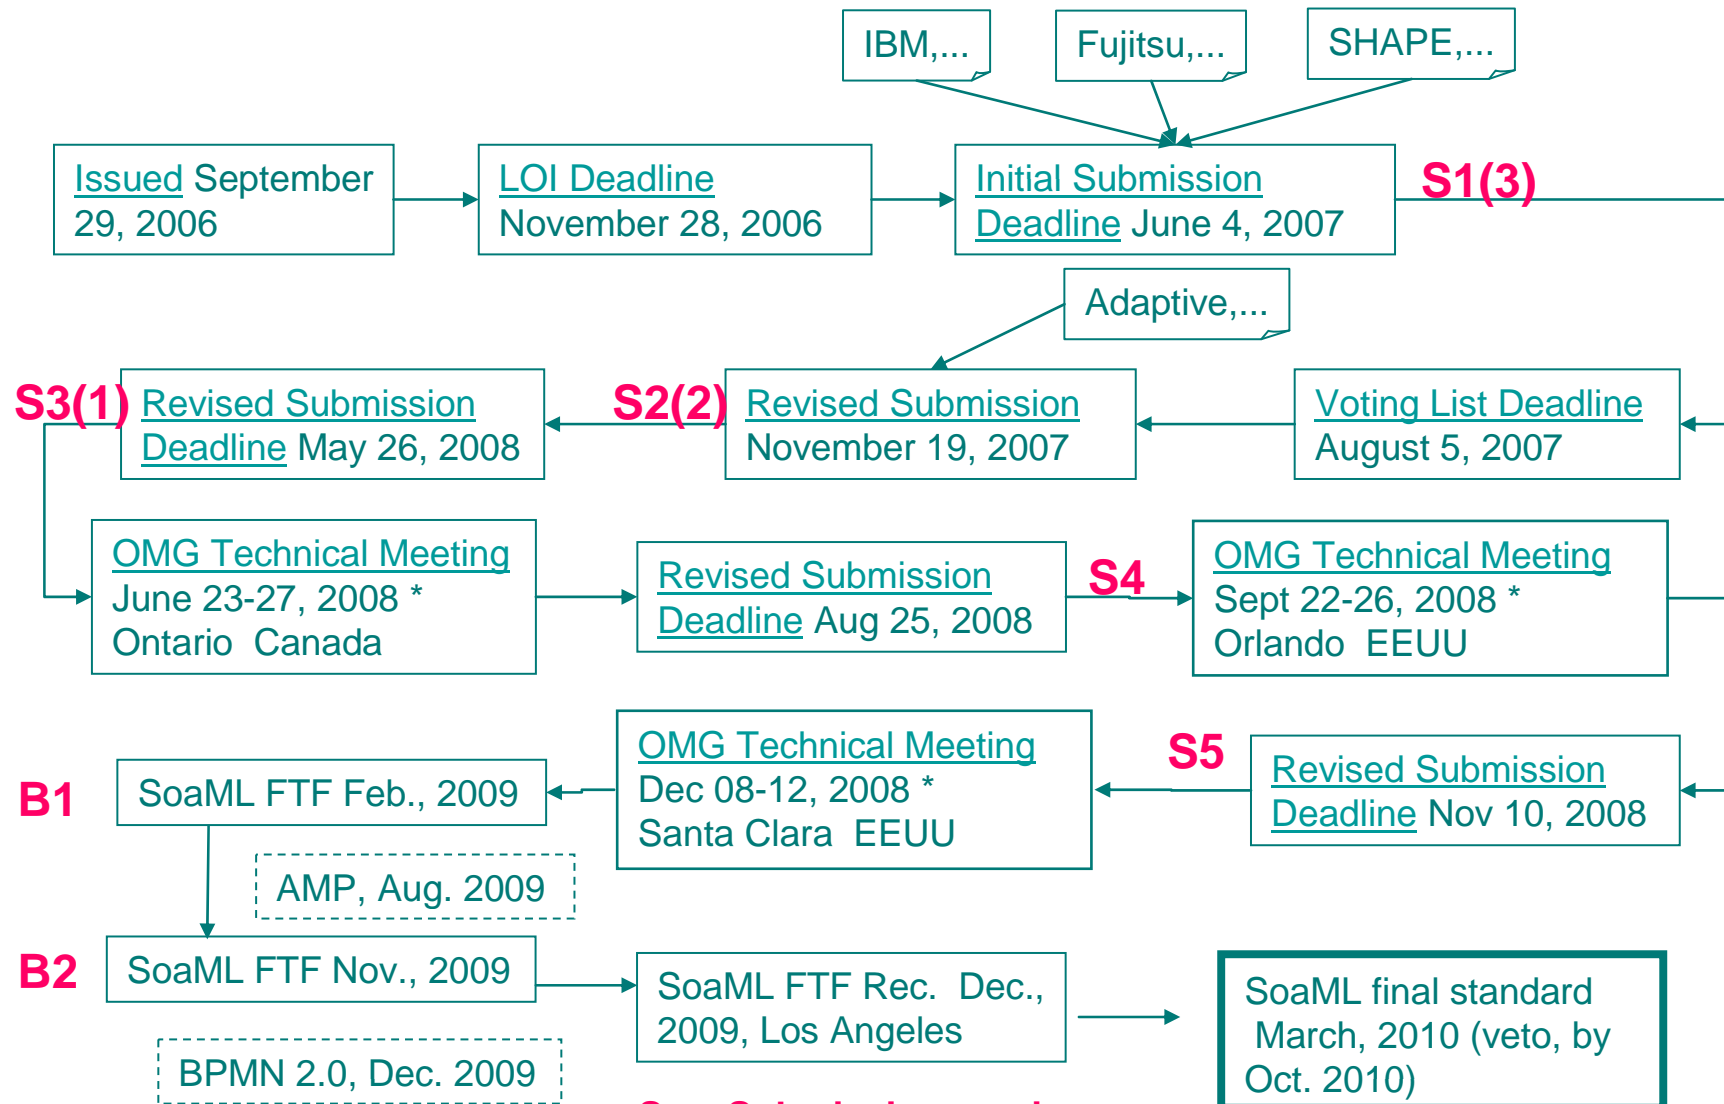 IBM,...
Fujitsu,...
SHAPE,...
Issued September
29, 2006
LOI Deadline
November 28, 2006
Initial Submission
Deadline June 4, 2007
S1(3)
Adaptive,...
S3(1)
Revised Submission
Deadline May 26, 2008
S2(2)
Revised Submission
November 19, 2007
Voting List Deadline
August 5, 2007
OMG Technical Meeting
June 23-27, 2008 *
Ontario Canada
Revised Submission
Deadline Aug 25, 2008
S4
OMG Technical Meeting
Sept 22-26, 2008 *
Orlando EEUU
B1
SoaML FTF Feb., 2009
OMG Technical Meeting
Dec 08-12, 2008 *
Santa Clara EEUU
S5
Revised Submission
Deadline Nov 10, 2008
AMP, Aug. 2009
B2
SoaML FTF Nov., 2009
SoaML FTF Rec. Dec.,
2009, Los Angeles
SoaML final standard
March, 2010 (veto, by
Oct. 2010)
BPMN 2.0, Dec. 2009